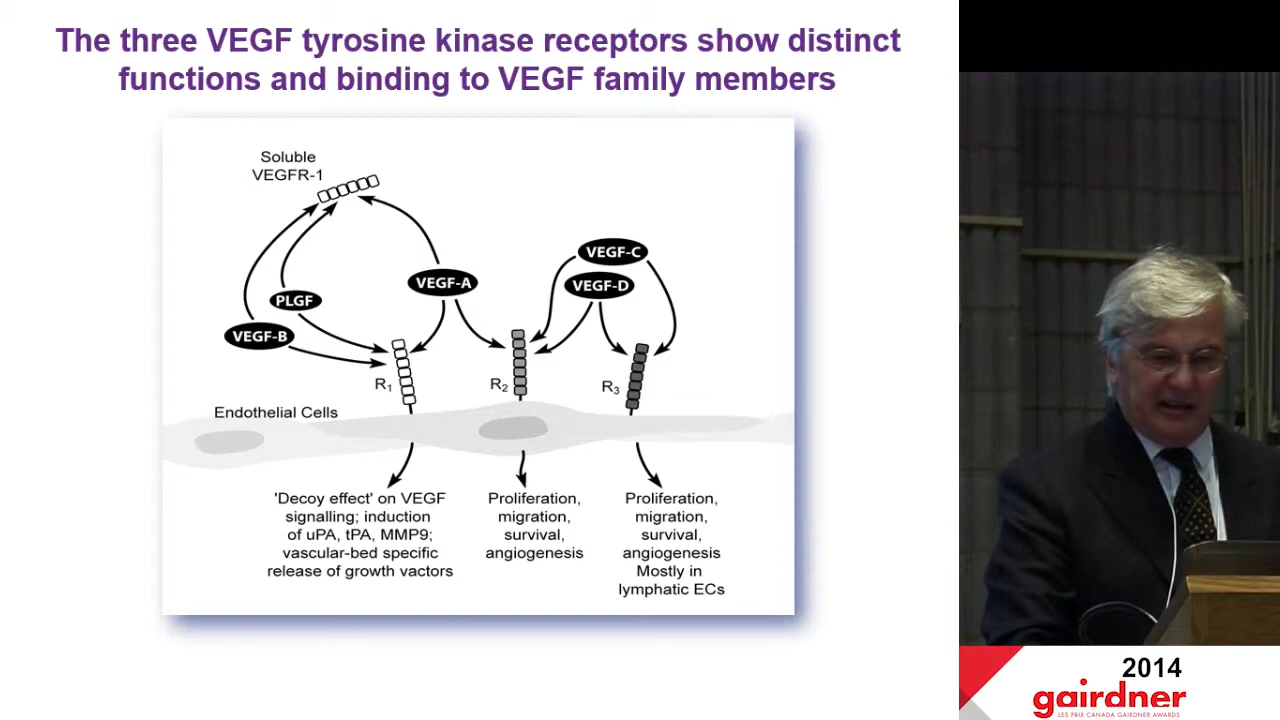 The three VEGF tyrosine kinase receptors show distinct
functions and binding to VEGF family members
Soluble
VEGFR-1
VEGF-C
VEGF-A
VEGF-D
PLGF
VEGF-B
R1
R2
R3
Endothelial Cells
'Decoy effect' on VEGF
signalling; induction
of uPA, tPA, MMP9;
vascular-bed specific
release of growth vactors
Proliferation,
migration,
survival,
angiogenesis
Proliferation,
migration,
survival,
angiogenesis
Mostly in
lymphatic ECs
2014
gairdner
LES PRIX CANADA GAIRDNER AWARDS